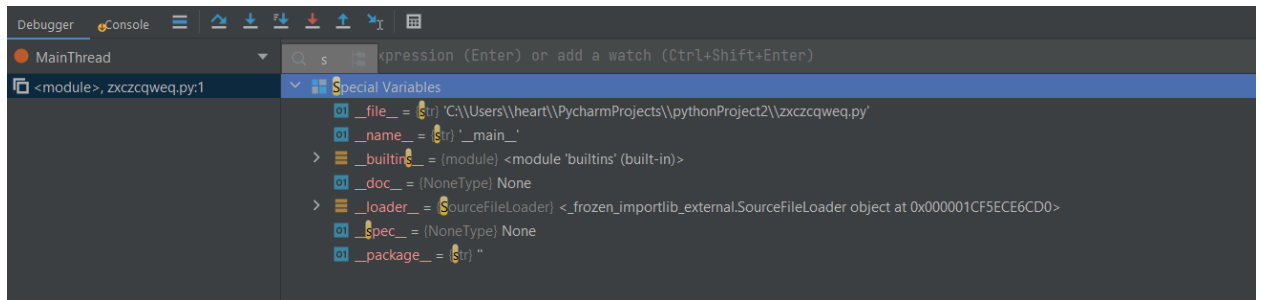 Debugger Console
MainThread
s xpression (Enter) or add a watch (Ctrl+Shift+Enter)
<module>, zxczcqweq.py:1
Special Variables
__file__ = {str} 'C:\\Users\\heart\\PycharmProjects\\pythonProject2\\zxczcqweq.py'
__name__ = {str} '__main__'
__builtins__ = {module} <module 'builtins' (built-in)>
__doc__ = {NoneType} None
__loader__ = {SourceFileLoader} <_frozen_importlib_external.SourceFileLoader object at 0x000001CF5ECE6CD0>
__spec__ = {NoneType} None
__package__ = {str} ''